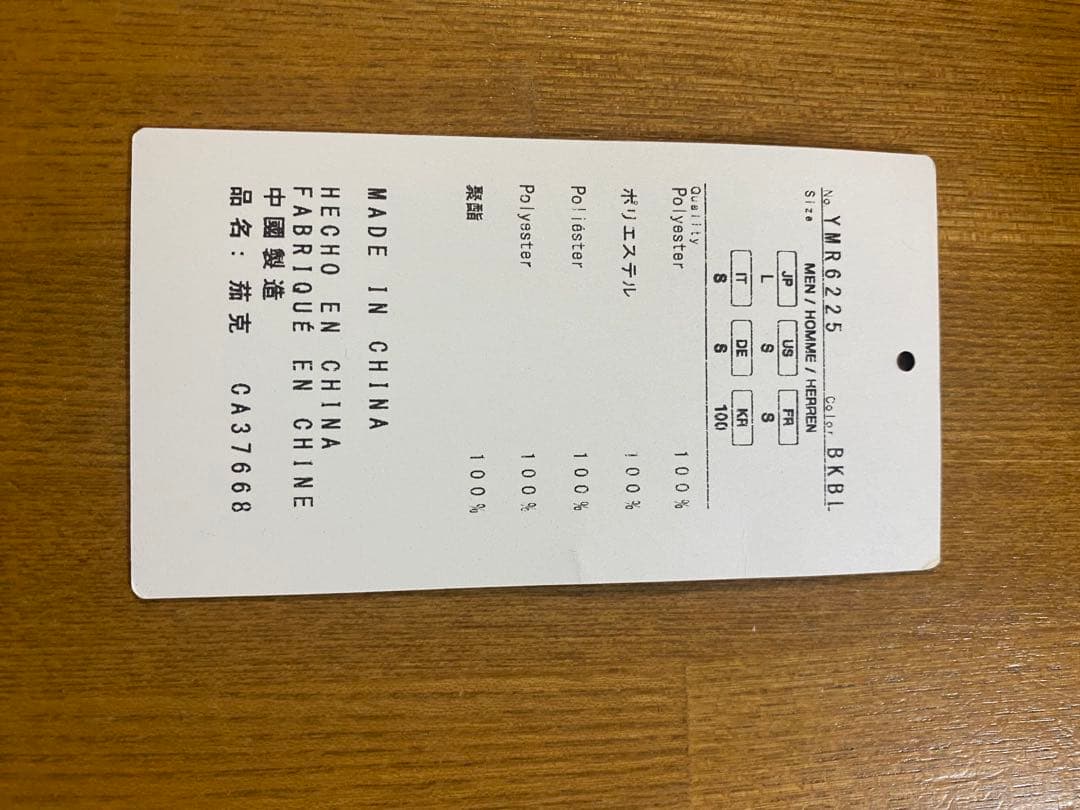 No. YMR6225 Color BKBL
Size MEN/HOMME/HERREN
JP US FR
L S S
IT DE KR
S S 100
Quality
Polyester 100%
ポリエステル 100%
Poliéster 100%
Polyester 100%
聚酯 100%
MADE IN CHINA
HECHO EN CHINA
FABRIQUÉ EN CHINE
中國製造
品名: 茄克 CA37668